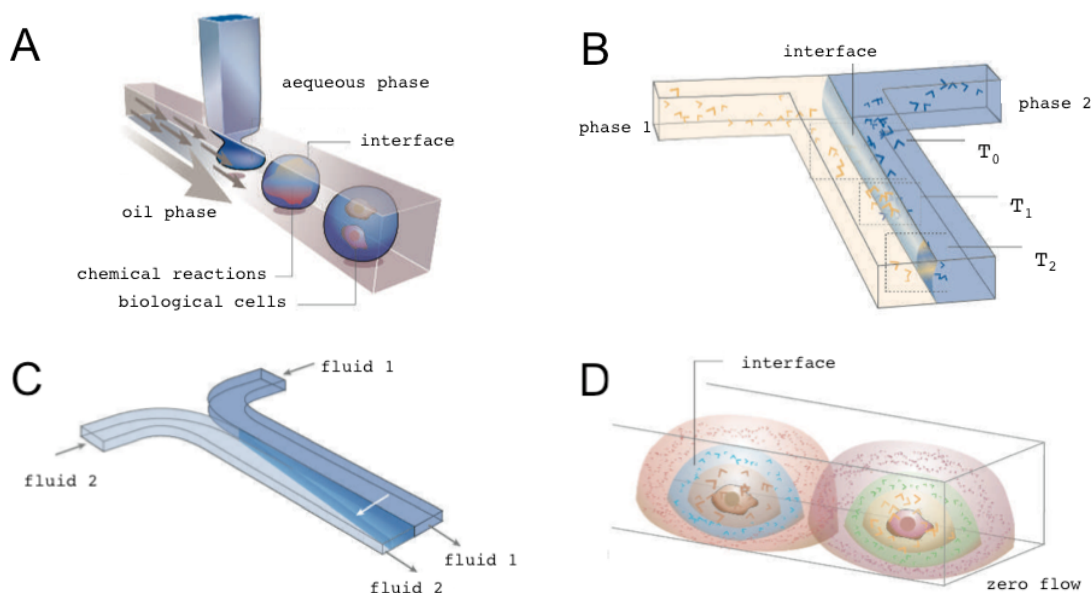 A
aequeous phase
interface
oil phase
chemical reactions
biological cells
B
interface
phase 1
phase 2
T0
T1
T2
C
fluid 1
fluid 2
fluid 1
fluid 2
D
interface
zero flow